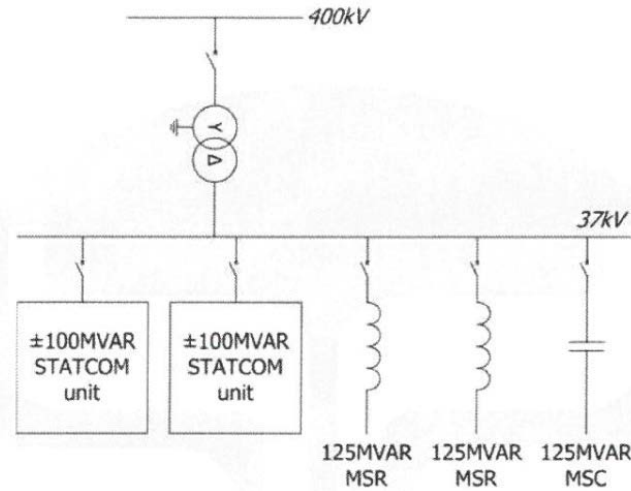 400kV
Y
Δ
37kV
±100MVAR
STATCOM
unit
±100MVAR
STATCOM
unit
125MVAR
MSR
125MVAR
MSR
125MVAR
MSC